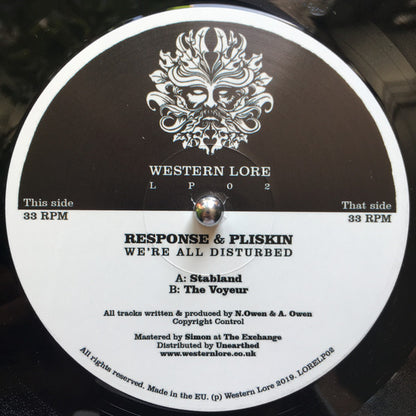 WESTERN LORE
LP02
This side
33 RPM
That side
33 RPM
RESPONSE & PLISKIN
WE'RE ALL DISTURBED
A: Stabland
B: The Voyeur
All tracks written & produced by N.Owen & A. Owen
Copyright Control
Mastered by Simon at The Exchange
Distributed by Unearthed
www.westernlore.co.uk
All rights reserved. Made in the EU. (p) Western Lore 2019. LORELP02